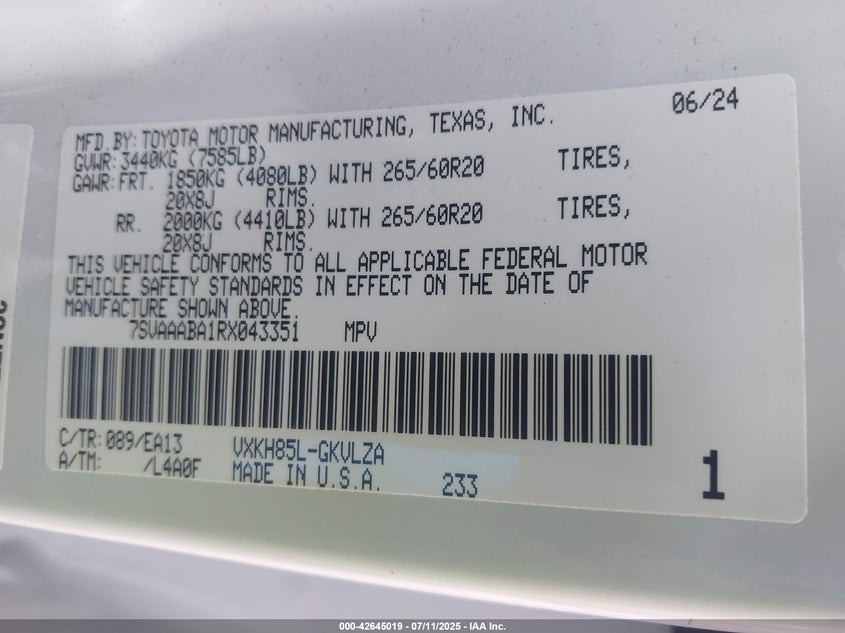 06/24
MFD.BY:TOYOTA MOTOR MANUFACTURING, TEXAS, INC.
GVWR:3440KG (7585LB)
GAWR:FRT. 1850KG (4080LB) WITH 265/60R20 TIRES,
20X8J RIMS.
RR. 2000KG (4410LB) WITH 265/60R20 TIRES,
20X8J RIMS.
THIS VEHICLE CONFORMS TO ALL APPLICABLE FEDERAL MOTOR
VEHICLE SAFETY STANDARDS IN EFFECT ON THE DATE OF
MANUFACTURE SHOWN ABOVE.
7SVAAABA1RX043351 MPV
C/TR:089/EA13 VXKH85L-GKVLZA
A/TM: /L4A0F MADE IN U.S.A. 233 1
000-42645019 - 07/11/2025 - IAA Inc.